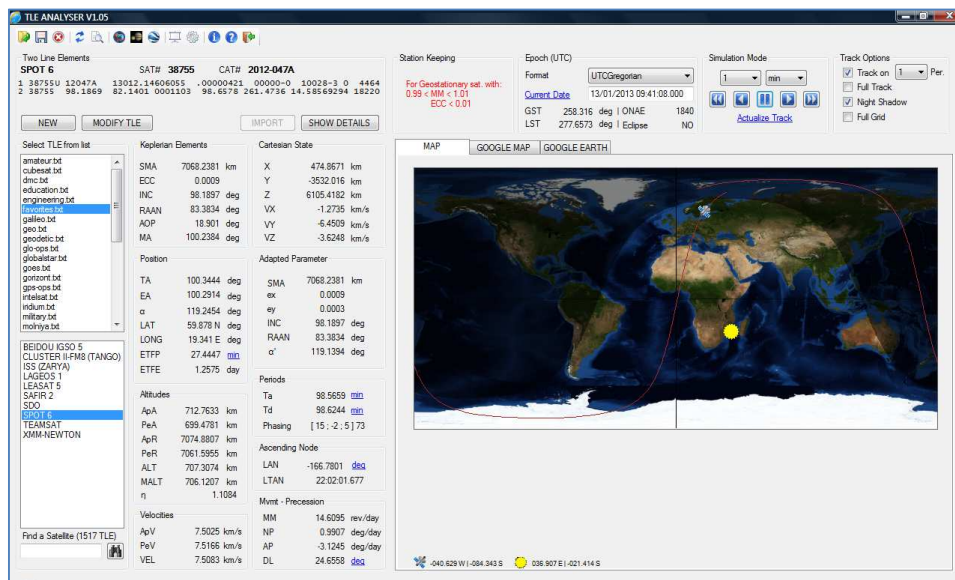 TLE ANALYSER V1.05
Two Line Elements
SPOT 6 SAT# 38755 CAT# 2012-047A
1 38755U 12047A 13012.14606055 .00000421 00000-0 10028-3 0 4464
2 38755 98.1869 82.1401 0001103 98.6578 261.4736 14.58569294 18220
NEW MODIFY TLE IMPORT SHOW DETAILS
Station Keeping
For Geostationary sat. with:
0.99 < MM < 1.01
ECC < 0.01
Epoch (UTC)
Format UTCGregorian
Current Date 13/01/2013 09:41:08.000
GST 258.316 deg | ONAE 1840
LST 277.6573 deg | Eclipse NO
Simulation Mode
1 min
Actualize Track
Track Options
Track on 1 Per.
Full Track
Night Shadow
Full Grid
Select TLE from list
amateur.txt
cubesat.txt
dmc.txt
education.txt
engineering.txt
favorites.txt
galileo.txt
geo.txt
geodetic.txt
glo-ops.txt
globalstar.txt
goes.txt
gorizont.txt
gps-ops.txt
intelsat.txt
iridium.txt
military.txt
molniya.txt
BEIDOU IGSO 5
CLUSTER II-FM8 (TANGO)
ISS (ZARYA)
LAGEOS 1
LEASAT 5
SAFIR 2
SDO
SPOT 6
TEAMSAT
XMM-NEWTON
Find a Satellite (1517 TLE)
Keplerian Elements
SMA 7068.2381 km
ECC 0.0009
INC 98.1897 deg
RAAN 83.3834 deg
AOP 18.901 deg
MA 100.2384 deg
Position
TA 100.3444 deg
EA 100.2914 deg
α 119.2454 deg
LAT 59.878 N deg
LONG 19.341 E deg
ETFP 27.4447 min
ETFE 1.2575 day
Altitudes
ApA 712.7633 km
PeA 699.4781 km
ApR 7074.8807 km
PeR 7061.5955 km
ALT 707.3074 km
MALT 706.1207 km
η 1.1084
Velocities
ApV 7.5025 km/s
PeV 7.5166 km/s
VEL 7.5083 km/s
Cartesian State
X 474.8671 km
Y -3532.016 km
Z 6105.4182 km
VX -1.2735 km/s
VY -6.4509 km/s
VZ -3.6248 km/s
Adapted Parameter
SMA 7068.2381 km
ex 0.0009
ey 0.0003
INC 98.1897 deg
RAAN 83.3834 deg
α' 119.1394 deg
Periods
Ta 98.5659 min
Td 98.6244 min
Phasing [ 15 ; -2 ; 5 ] 73
Ascending Node
LAN -166.7801 deg
LTAN 22:02:01.677
Mvmt - Precession
MM 14.6095 rev/day
NP 0.9907 deg/day
AP -3.1245 deg/day
DL 24.6558 deg
MAP GOOGLE MAP GOOGLE EARTH
-040.629 W | -084.343 S 036.907 E | -021.414 S